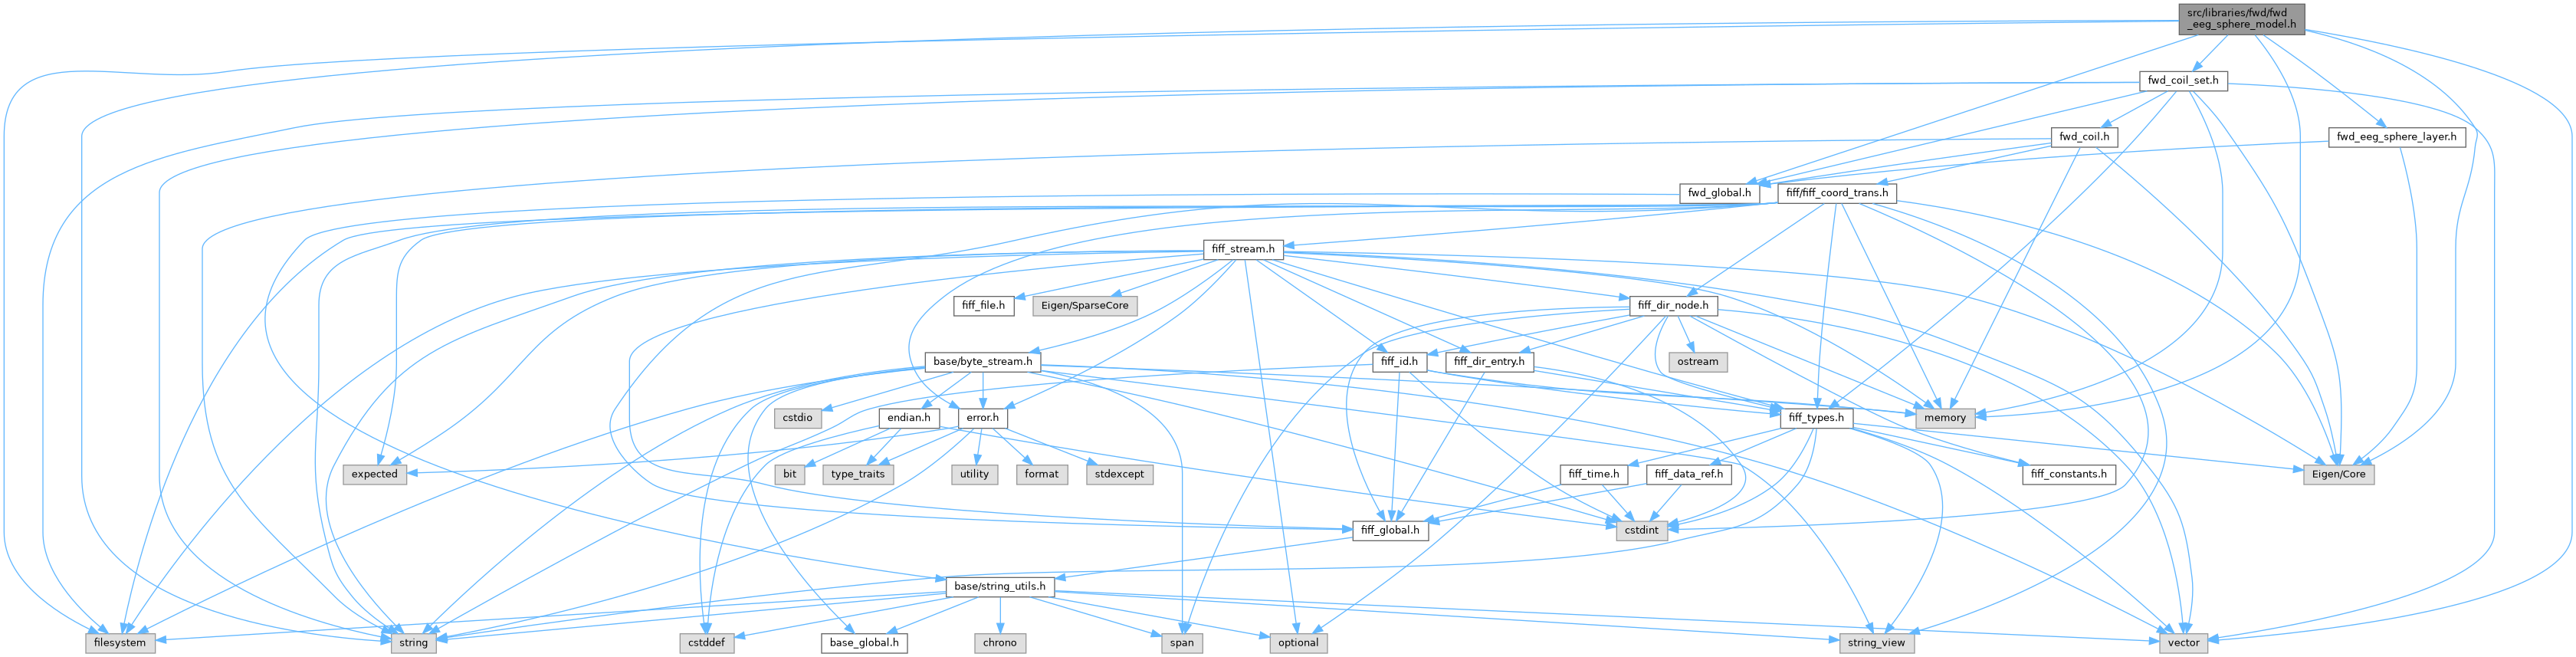 src/libraries/fwd/fwd
_eeg_sphere_model.h
fwd_coil_set.h
fwd_coil.h
fwd_eeg_sphere_layer.h
fwd_global.h
fiff/fiff_coord_trans.h
fiff_stream.h
fiff_file.h
Eigen/SparseCore
fiff_dir_node.h
base/byte_stream.h
fiff_id.h
fiff_dir_entry.h
ostream
cstdio
endian.h
error.h
fiff_types.h
memory
expected
bit
type_traits
utility
format
stdexcept
fiff_time.h
fiff_data_ref.h
fiff_constants.h
Eigen/Core
fiff_global.h
cstdint
base/string_utils.h
filesystem
string
cstddef
base_global.h
chrono
span
optional
string_view
vector